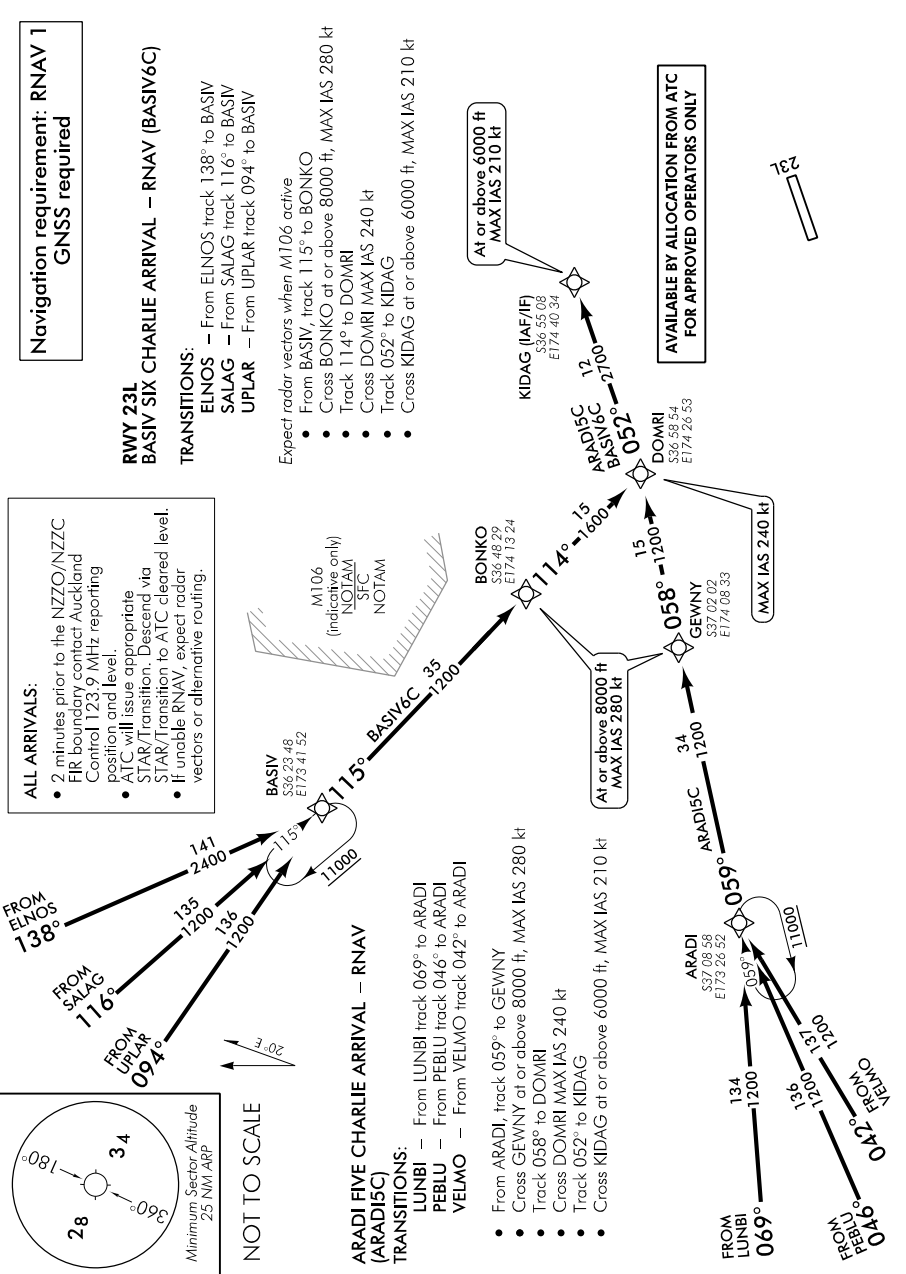 Navigation requirement: RNAV 1
GNSS required
RWY 23L
BASIV SIX CHARLIE ARRIVAL – RNAV (BASIV6C)
TRANSITIONS:
ELNOS – From ELNOS track 138° to BASIV
SALAG – From SALAG track 116° to BASIV
UPLAR – From UPLAR track 094° to BASIV
Expect radar vectors when M106 active
• From BASIV, track 115° to BONKO
• Cross BONKO at or above 8000 ft, MAX IAS 280 kt
• Track 114° to DOMRI
• Cross DOMRI MAX IAS 240 kt
• Track 052° to KIDAG
• Cross KIDAG at or above 6000 ft, MAX IAS 210 kt
ALL ARRIVALS:
• 2 minutes prior to the NZZO/NZZC
FIR boundary contact Auckland
Control 123.9 MHz reporting
position and level.
• ATC will issue appropriate
STAR/Transition. Descend via
STAR/Transition to ATC cleared level.
• If unable RNAV, expect radar
vectors or alternative routing.
Minimum Sector Altitude
25 NM ARP
180°
360°
28
34
NOT TO SCALE
20° E
FROM
ELNOS
138°
141
2400
FROM
SALAG
116°
135
1200
FROM
UPLAR
094°
136
1200
BASIV
S36 23 48
E173 41 52
115°
11000
115°
BASIV6C
35
1200
M106
(indicative only)
NOTAM
SFC
NOTAM
BONKO
S36 48 29
E174 13 24
114°
15
1600
At or above 8000 ft
MAX IAS 280 kt
ARADI FIVE CHARLIE ARRIVAL – RNAV
(ARADI5C)
TRANSITIONS:
LUNBI – From LUNBI track 069° to ARADI
PEBLU – From PEBLU track 046° to ARADI
VELMO – From VELMO track 042° to ARADI
• From ARADI, track 059° to GEWNY
• Cross GEWNY at or above 8000 ft, MAX IAS 280 kt
• Track 058° to DOMRI
• Cross DOMRI MAX IAS 240 kt
• Track 052° to KIDAG
• Cross KIDAG at or above 6000 ft, MAX IAS 210 kt
FROM
LUNBI
069°
134
1200
FROM
PEBLU
046°
136
1200
FROM
VELMO
042°
137
1200
ARADI
S37 08 58
E173 26 52
059°
11000
059°
ARADI5C
34
1200
GEWNY
S37 02 02
E174 08 33
058°
15
1200
DOMRI
S36 58 54
E174 26 53
MAX IAS 240 kt
ARADI5C
BASIV6C
052°
12
2700
KIDAG (IAF/IF)
S36 55 08
E174 40 34
At or above 6000 ft
MAX IAS 210 kt
AVAILABLE BY ALLOCATION FROM ATC
FOR APPROVED OPERATORS ONLY
23L